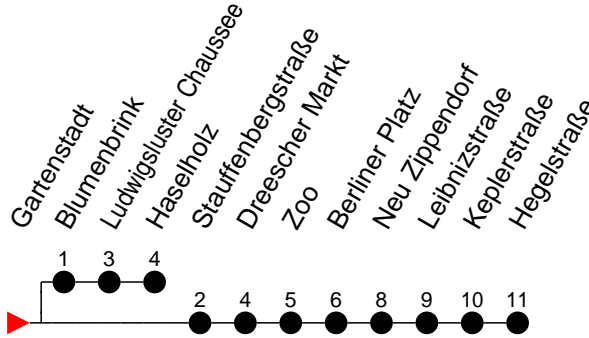 Gartenstadt
Blumenbrink
Ludwigsluster Chaussee
Haselholz
Stauffenbergstraße
Dreescher Markt
Zoo
Berliner Platz
Neu Zippendorf
Leibnizstraße
Keplerstraße
Hegelstraße
1 3 4
2 4 5 6 8 9 10 11